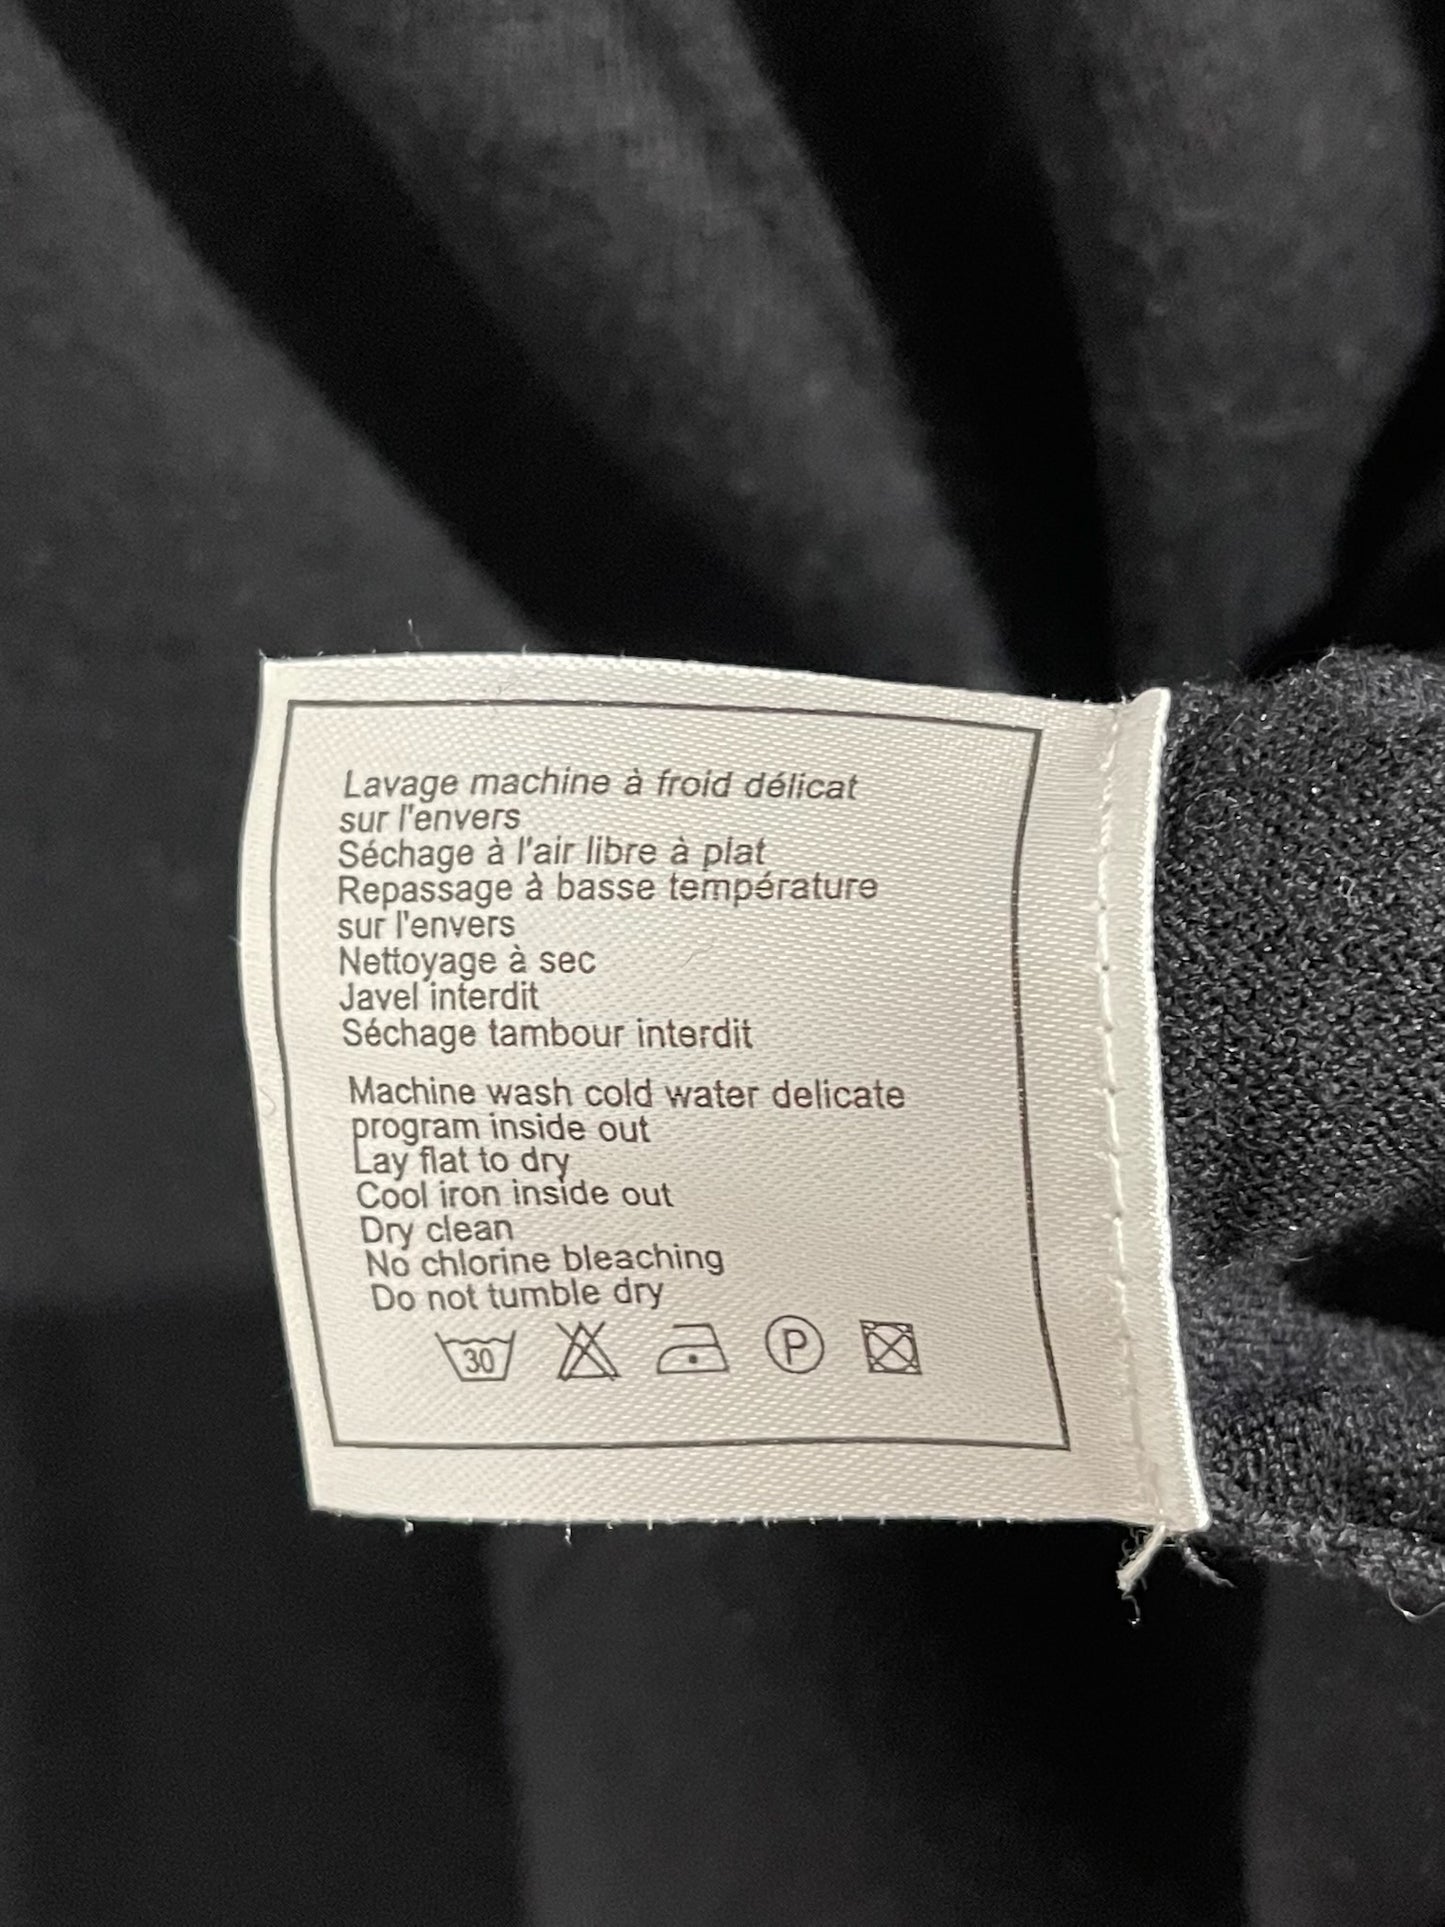 Lavage machine à froid délicat
sur l'envers
Séchage à l'air libre à plat
Repassage à basse température
sur l'envers
Nettoyage à sec
Javel interdit
Séchage tambour interdit
Machine wash cold water delicate
program inside out
Lay flat to dry
Cool iron inside out
Dry clean
No chlorine bleaching
Do not tumble dry
30 P